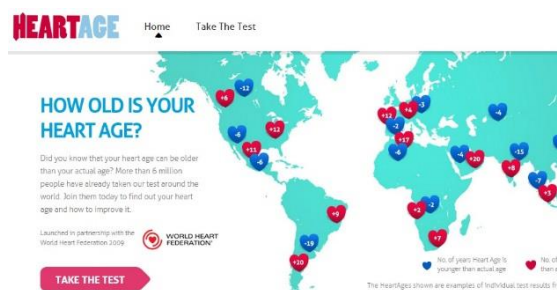 HEARTAGE
Home Take The Test
HOW OLD IS YOUR
HEART AGE?
Did you know that your heart age can be older
than your actual age? More than 6 million
people have already taken our test around the
world. Join them today to find out your heart
age and how to improve it.
Launched in partnership with the
World Heart Federation 2009
WORLD HEART
FEDERATION®
TAKE THE TEST
+6
-12
+12
+11
-6
+9
-19
+10
+12
+4
-3
-2
+17
-6
-4
-4
+20
-15
+8
-7
+5
+2
-2
+7
No. of years Heart Age is
younger than actual age
No. of
than
The HeartAges shown are examples of individual test results